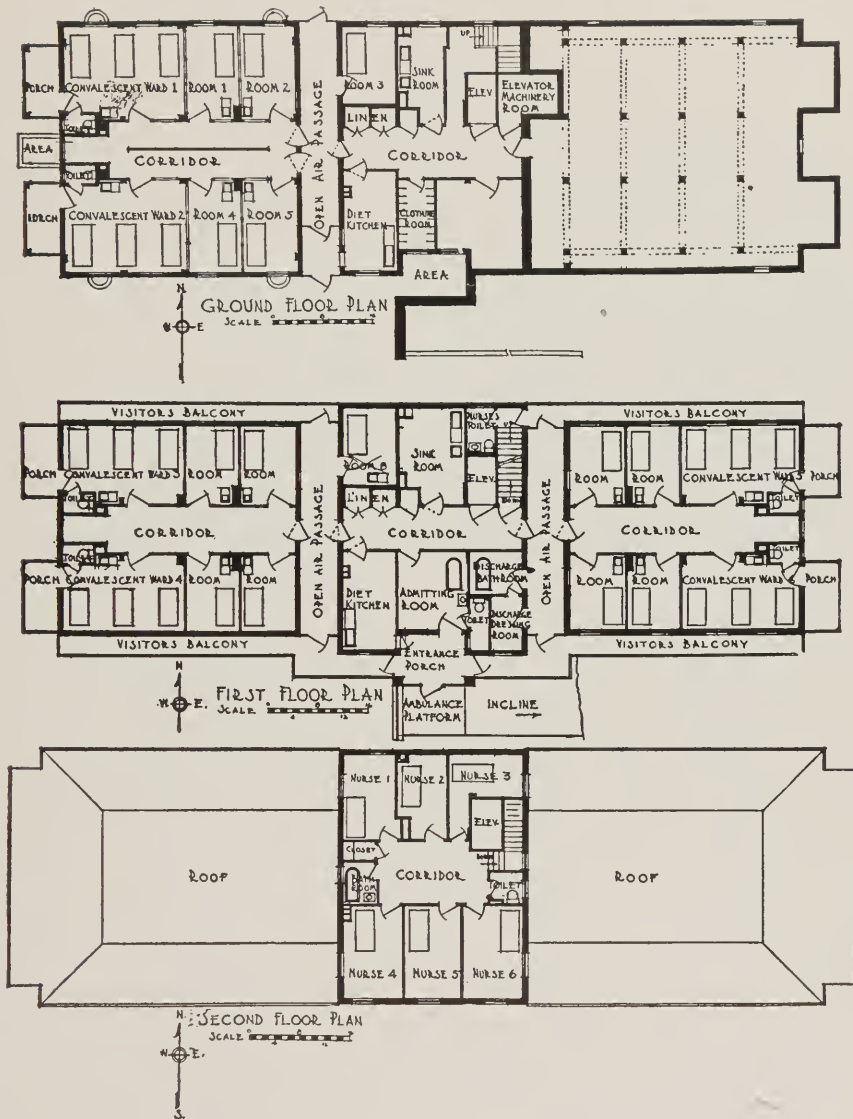 PORCH
CONVALESCENT WARD 1
ROOM 1
ROOM 2
TOILET
AREA
CORRIDOR
TOILET
PORCH
CONVALESCENT WARD 2
ROOM 4
ROOM 5
OPEN AIR PASSAGE
ROOM 3
SINK
ROOM
UP
ELEV.
ELEVATOR
MACHINERY
ROOM
LINEN
CORRIDOR
DIET
KITCHEN
CLOTHING
ROOM
AREA
N
W E
GROUND FLOOR PLAN
SCALE
VISITORS BALCONY
VISITORS BALCONY
PORCH
CONVALESCENT WARD 3
ROOM
ROOM
TOILET
CORRIDOR
TOILET
PORCH
CONVALESCENT WARD 4
ROOM
ROOM
VISITORS BALCONY
OPEN AIR PASSAGE
ROOM 8
SINK
ROOM
NURSES
TOILET
UP
ELEV.
LINEN
CORRIDOR
DIET
KITCHEN
ADMITTING
ROOM
DISCHARGE
BATHROOM
TOILET
DISCHARGE
DRESSING
ROOM
ENTRANCE
PORCH
AMBULANCE
PLATFORM
INCLINE
OPEN AIR PASSAGE
ROOM
ROOM
CONVALESCENT WARD 5
PORCH
TOILET
CORRIDOR
TOILET
ROOM
ROOM
CONVALESCENT WARD 6
PORCH
VISITORS BALCONY
N
W. E.
FIRST FLOOR PLAN
SCALE
4 12
NURSE 1
NURSE 2
NURSE 3
ELEV.
CLOSET
BATH
ROOM
CORRIDOR
TOILET
ROOF
ROOF
NURSE 4
NURSE 5
NURSE 6
N.
W. E.
S.
SECOND FLOOR PLAN
SCALE